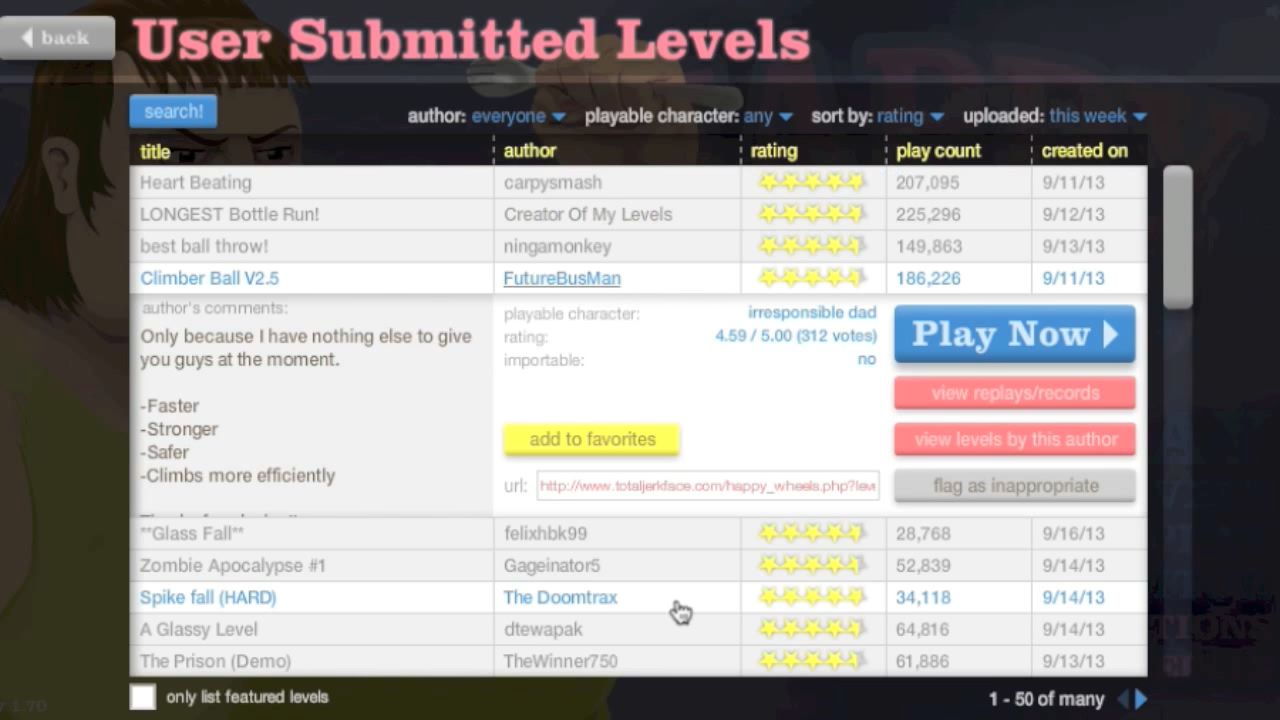 back
User Submitted Levels
search!
author: everyone playable character: any sort by: rating uploaded: this week
title author rating play count created on
Heart Beating carpysmash 207,095 9/11/13
LONGEST Bottle Run! Creator Of My Levels 225,296 9/12/13
best ball throw! ningamonkey 149,863 9/13/13
Climber Ball V2.5 FutureBusMan 186,226 9/11/13
author's comments:
Only because I have nothing else to give
you guys at the moment.
-Faster
-Stronger
-Safer
-Climbs more efficiently
playable character: irresponsible dad
rating: 4.59 / 5.00 (312 votes)
importable: no
add to favorites
url: http://www.totaljerkface.com/happy_wheels.php?leve
Play Now
view replays/records
view levels by this author
flag as inappropriate
**Glass Fall** felixhbk99 28,768 9/16/13
Zombie Apocalypse #1 Gageinator5 52,839 9/14/13
Spike fall (HARD) The Doomtrax 34,118 9/14/13
A Glassy Level dtewapak 64,816 9/14/13
The Prison (Demo) TheWinner750 61,886 9/13/13
only list featured levels 1 - 50 of many